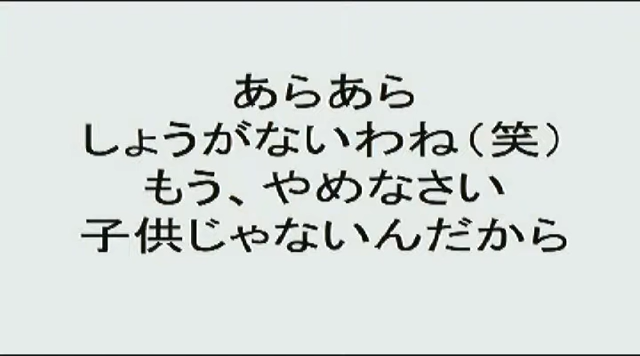 あらあら
しょうがないわね（笑）
もう、やめなさい
子供じゃないんだから